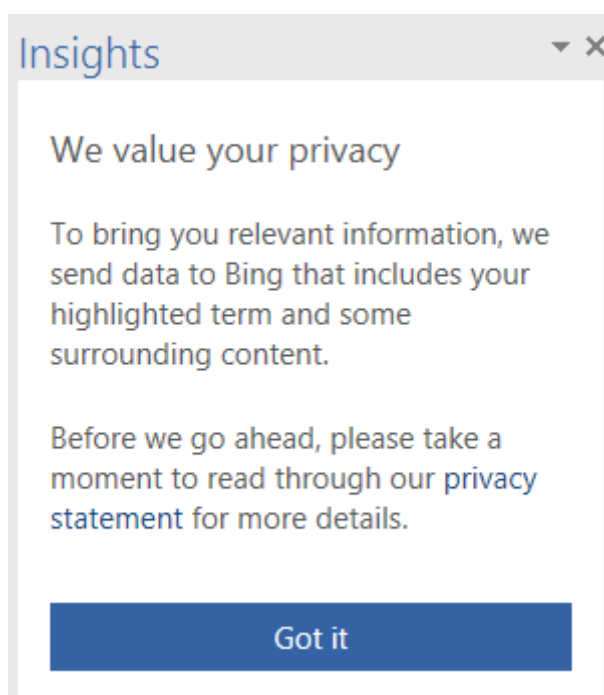 Insights
We value your privacy
To bring you relevant information, we
send data to Bing that includes your
highlighted term and some
surrounding content.
Before we go ahead, please take a
moment to read through our privacy
statement for more details.
Got it